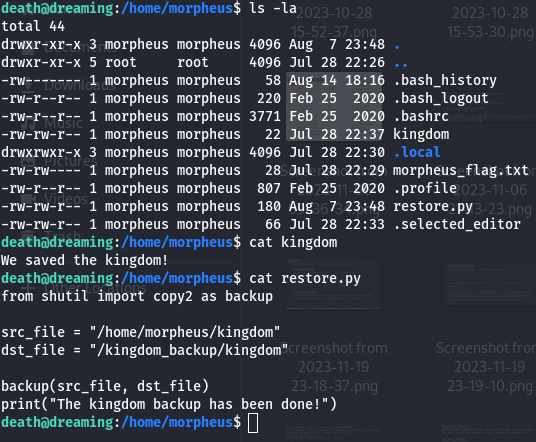 death@dreaming:/home/morpheus$ ls -la
total 44
drwxr-xr-x 3 morpheus morpheus 4096 Aug  7 23:48 .
drwxr-xr-x 5 root     root     4096 Jul 28 22:26 ..
-rw------- 1 morpheus morpheus   58 Aug 14 18:16 .bash_history
-rw-r--r-- 1 morpheus morpheus  220 Feb 25  2020 .bash_logout
-rw-r--r-- 1 morpheus morpheus 3771 Feb 25  2020 .bashrc
-rw-rw-r-- 1 morpheus morpheus   22 Jul 28 22:37 kingdom
drwxrwxr-x 3 morpheus morpheus 4096 Jul 28 22:30 .local
-rw------- 1 morpheus morpheus   28 Jul 28 22:29 morpheus_flag.txt
-rw-r--r-- 1 morpheus morpheus  807 Feb 25  2020 .profile
-rw-rw-r-- 1 morpheus morpheus  180 Aug  7 23:48 restore.py
-rw-rw-r-- 1 morpheus morpheus   66 Jul 28 22:33 .selected_editor
death@dreaming:/home/morpheus$ cat kingdom
We saved the kingdom!
death@dreaming:/home/morpheus$ cat restore.py
from shutil import copy2 as backup
src_file = "/home/morpheus/kingdom"
dst_file = "/kingdom_backup/kingdom"
backup(src_file, dst_file)
print("The kingdom backup has been done!")
death@dreaming:/home/morpheus$
Documents
Downloads
Music
Pictures
Videos
Trash
Other Locations
2023-10-28
15-52-37.png
2023-10-28
15-53-30.png
Screenshot from
2023-11-19
23-18-37.png
Screenshot from
2023-11-19
23-19-10.png